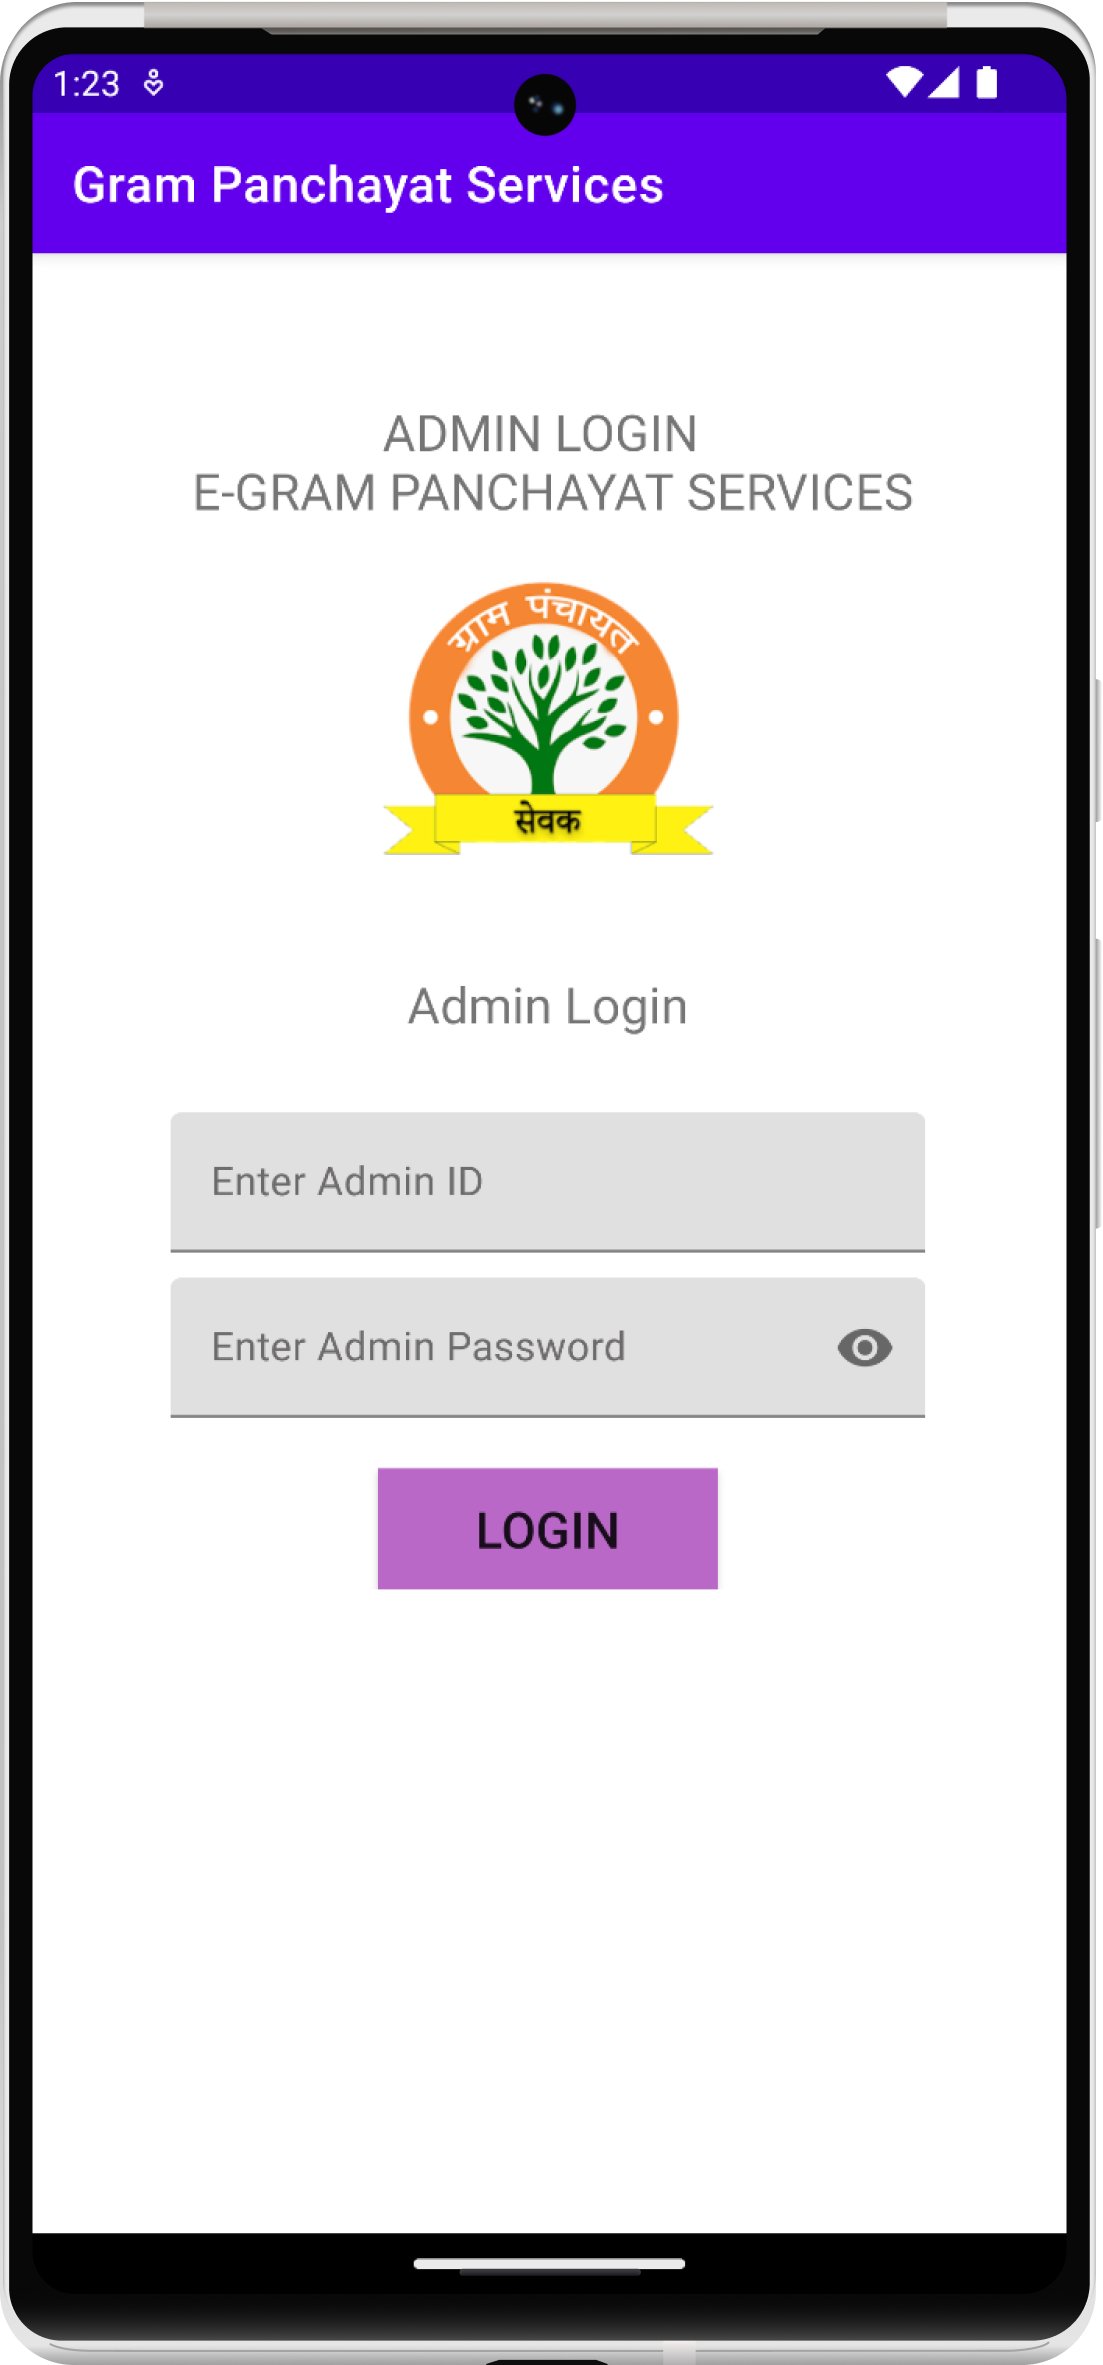 1:23
Gram Panchayat Services
ADMIN LOGIN
E-GRAM PANCHAYAT SERVICES
ग्राम पंचायत
सेवक
Admin Login
Enter Admin ID
Enter Admin Password
LOGIN